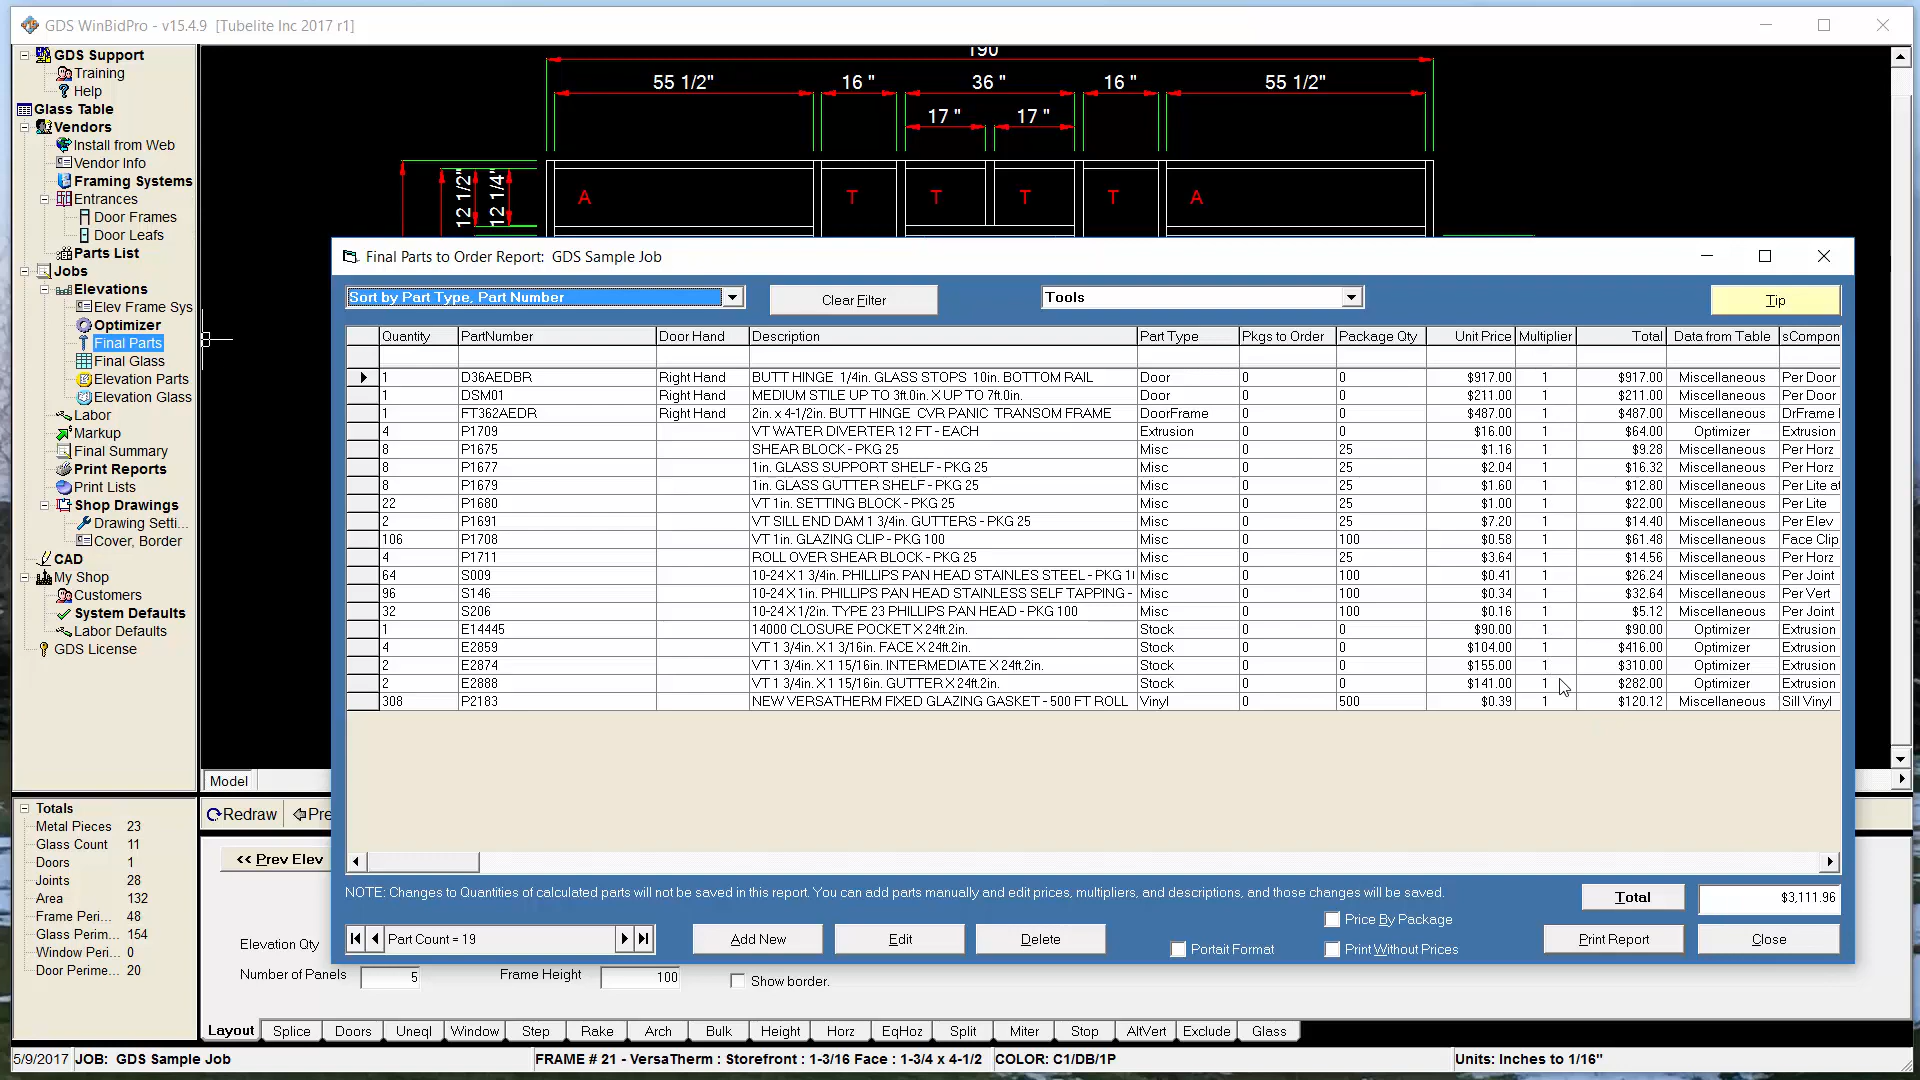 GDS WinBidPro - v15.4.9 [Tubelite Inc 2017 r1]
GDS Support
Training
Help
Glass Table
Vendors
Install from Web
Vendor Info
Framing Systems
Entrances
Door Frames
Door Leafs
Parts List
Jobs
Elevations
Elev Frame Sys
Optimizer
Final Parts
Final Glass
Elevation Parts
Elevation Glass
Labor
Markup
Final Summary
Print Reports
Print Lists
Shop Drawings
Drawing Setti...
Cover, Border
CAD
My Shop
Customers
System Defaults
Labor Defaults
GDS License
Totals
Metal Pieces 23
Glass Count 11
Doors 1
Joints 28
Area 132
Frame Peri... 48
Glass Perim... 154
Window Peri... 0
Door Perime... 20
190
55 1/2" 16 " 36 " 16 " 55 1/2"
17 " 17 "
12 1/2" 12 1/4"
A T T T T A
Final Parts to Order Report: GDS Sample Job
Sort by Part Type, Part Number Clear Filter Tools Tip
Quantity PartNumber Door Hand Description Part Type Pkgs to Order Package Qty Unit Price Multiplier Total Data from Table sCompon
1 D36AEDBR Right Hand BUTT HINGE 1/4in. GLASS STOPS 10in. BOTTOM RAIL Door 0 0 $917.00 1 $917.00 Miscellaneous Per Door
1 DSM01 Right Hand MEDIUM STILE UP TO 3ft.0in. X UP TO 7ft.0in. Door 0 0 $211.00 1 $211.00 Miscellaneous Per Door
1 FT362AEDR Right Hand 2in. x 4-1/2in. BUTT HINGE CVR PANIC TRANSOM FRAME DoorFrame 0 0 $487.00 1 $487.00 Miscellaneous DrFrame
4 P1709 VT WATER DIVERTER 12 FT - EACH Extrusion 0 0 $16.00 1 $64.00 Optimizer Extrusion
8 P1675 SHEAR BLOCK - PKG 25 Misc 0 25 $1.16 1 $9.28 Miscellaneous Per Horz
8 P1677 1in. GLASS SUPPORT SHELF - PKG 25 Misc 0 25 $2.04 1 $16.32 Miscellaneous Per Horz
8 P1679 1in. GLASS GUTTER SHELF - PKG 25 Misc 0 25 $1.60 1 $12.80 Miscellaneous Per Lite at
22 P1680 VT 1in. SETTING BLOCK - PKG 25 Misc 0 25 $1.00 1 $22.00 Miscellaneous Per Lite
2 P1691 VT SILL END DAM 1 3/4in. GUTTERS - PKG 25 Misc 0 25 $7.20 1 $14.40 Miscellaneous Per Elev
106 P1708 VT 1in. GLAZING CLIP - PKG 100 Misc 0 100 $0.58 1 $61.48 Miscellaneous Face Clip
4 P1711 ROLL OVER SHEAR BLOCK - PKG 25 Misc 0 25 $3.64 1 $14.56 Miscellaneous Per Horz
64 S009 10-24 X 1 3/4in. PHILLIPS PAN HEAD STAINLES STEEL - PKG 1 Misc 0 100 $0.41 1 $26.24 Miscellaneous Per Joint
96 S146 10-24 X 1in. PHILLIPS PAN HEAD STAINLESS SELF TAPPING - Misc 0 100 $0.34 1 $32.64 Miscellaneous Per Vert
32 S206 10-24 X 1/2in. TYPE 23 PHILLIPS PAN HEAD - PKG 100 Misc 0 100 $0.16 1 $5.12 Miscellaneous Per Joint
1 E14445 14000 CLOSURE POCKET X 24ft.2in. Stock 0 0 $90.00 1 $90.00 Optimizer Extrusion
4 E2859 VT 1 3/4in. X 1 3/16in. FACE X 24ft.2in. Stock 0 0 $104.00 1 $416.00 Optimizer Extrusion
2 E2874 VT 1 3/4in. X 1 15/16in. INTERMEDIATE X 24ft.2in. Stock 0 0 $155.00 1 $310.00 Optimizer Extrusion
2 E2888 VT 1 3/4in. X 1 15/16in. GUTTER X 24ft.2in. Stock 0 0 $141.00 1 $282.00 Optimizer Extrusion
308 P2183 NEW VERSATHERM FIXED GLAZING GASKET - 500 FT ROLL Vinyl 0 500 $0.39 1 $120.12 Miscellaneous Sill Vinyl
NOTE: Changes to Quantities of calculated parts will not be saved in this report. You can add parts manually and edit prices, multipliers, and descriptions, and those changes will be saved.
Total $3,111.96
Price By Package
Part Count = 19 Add New Edit Delete Portait Format Print Without Prices Print Report Close
Model
Redraw Pre
<< Prev Elev
Elevation Qty
Number of Panels 5 Frame Height 100 Show border.
Layout Splice Doors Uneql Window Step Rake Arch Bulk Height Horz EqHoz Split Miter Stop AltVert Exclude Glass
5/9/2017 JOB: GDS Sample Job FRAME # 21 - VersaTherm : Storefront : 1-3/16 Face : 1-3/4 x 4-1/2 COLOR: C1/DB/1P Units: Inches to 1/16"